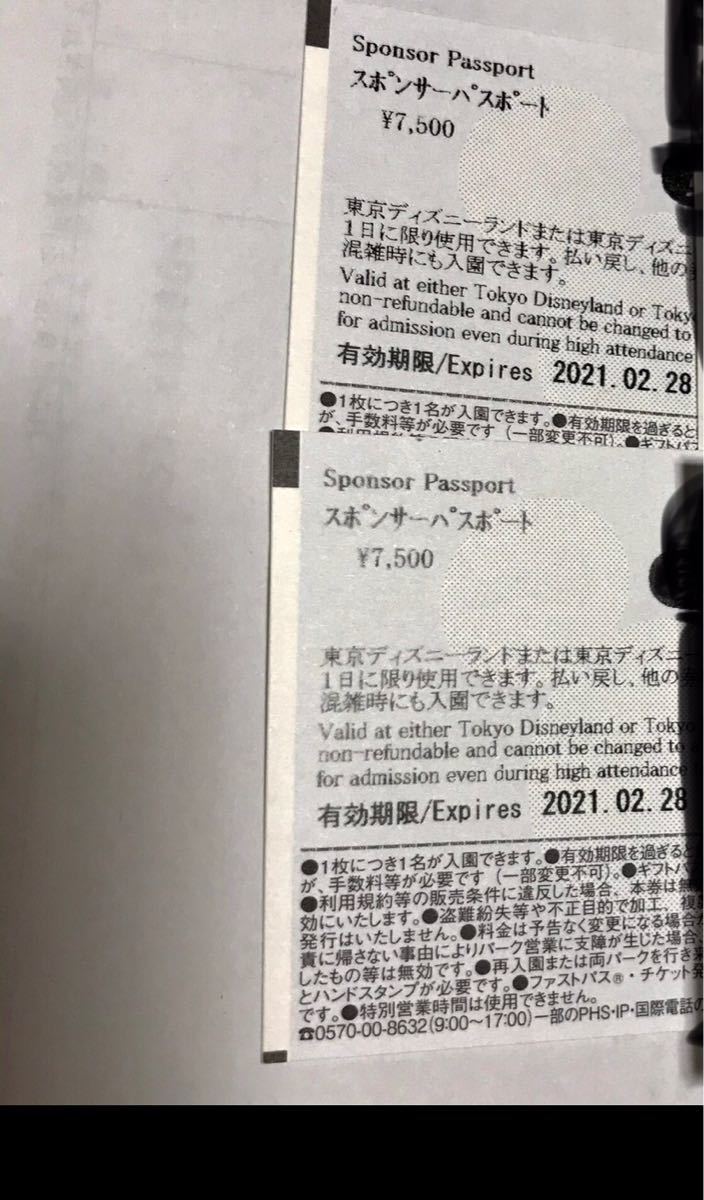 Sponsor Passport
スポンサーパスポート
¥7,500
東京ディズニーランドまたは東京ディズニ
1日に限り使用できます。払い戻し、他の
混雑時にも入園できます。
Valid at either Tokyo Disneyland or Tokyo
non-refundable and cannot be changed to
for admission even during high attendance
有効期限/Expires 2021.02.28
●1枚につき1名が入園できます。●有効期限を過ぎると
が、手数料等が必要です(一部変更不可)。●ギフトパス
Sponsor Passport
スポンサーパスポート
¥7,500
東京ディズニーランドまたは東京ディズニー
1日に限り使用できます。払い戻し、他の券
混雑時にも入園できます。
Valid at either Tokyo Disneyland or Tokyo
non-refundable and cannot be changed to a
for admission even during high attendance
有効期限/Expires 2021.02.28
●1枚につき1名が入園できます。●有効期限を過ぎると
が、手数料等が必要です(一部変更不可)。●ギフトパ
●利用規約等の販売条件に違反した場合、本券は無
効にいたします。●盗難紛失等や不正目的で加工、複
発行はいたしません。●料金は予告なく変更になる場合
責に帰さない事由によりパーク営業に支障が生じた場合、
したもの等は無効です。●再入園または両パークを行き来
とハンドスタンプが必要です。●ファストパス®・チケット発
です。●特別営業時間は使用できません。
☎0570-00-8632(9:00〜17:00)一部のPHS・IP・国際電話の